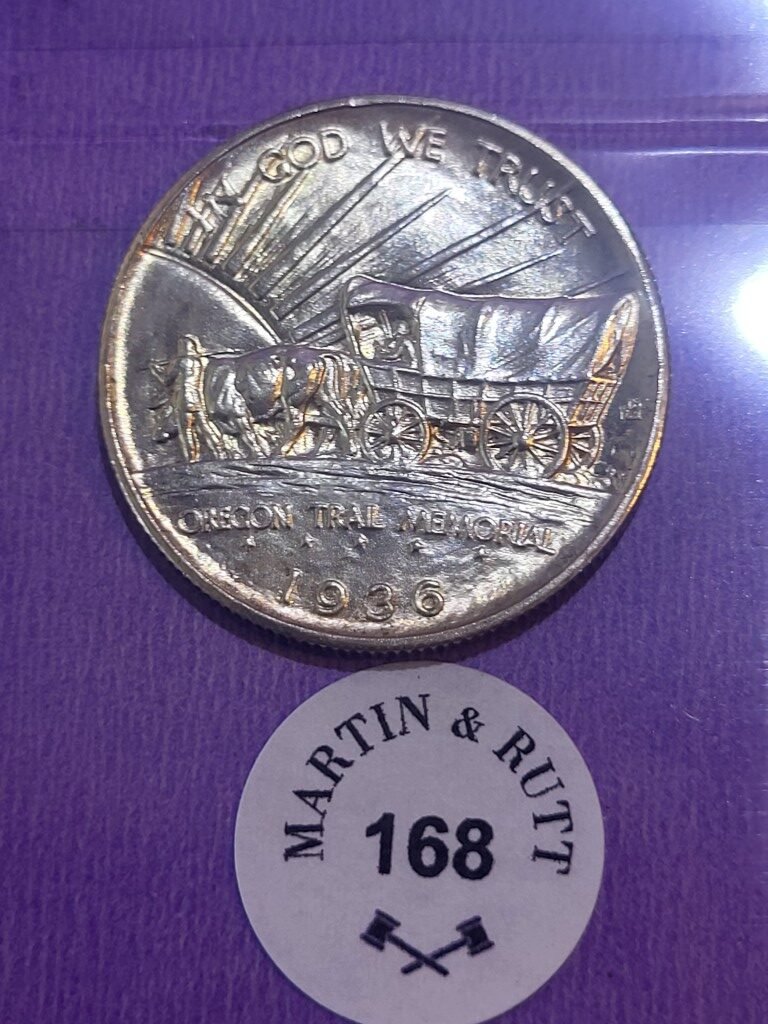 IN GOD WE TRUST
OREGON TRAIL MEMORIAL
1936
MARTIN & RUTT
168